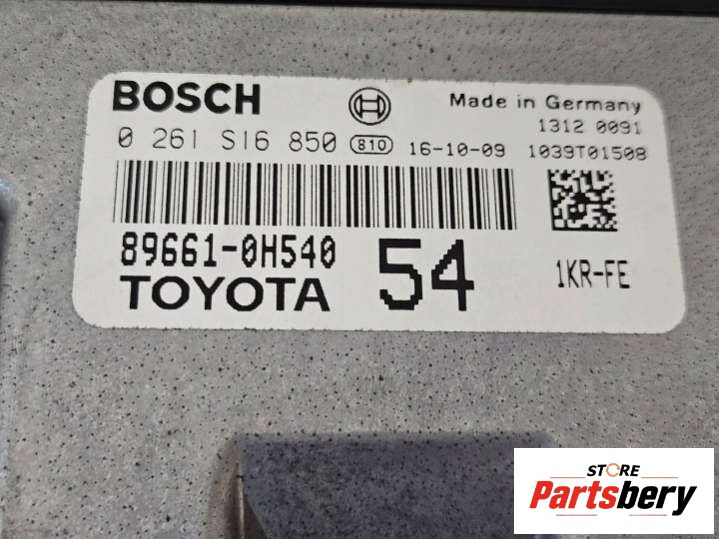 BOSCH Made in Germany
1312 0091
0 261 S16 850 810 16-10-09 1039T01508
89661-0H540 54 1KR-FE
TOYOTA
STORE
Partsbery